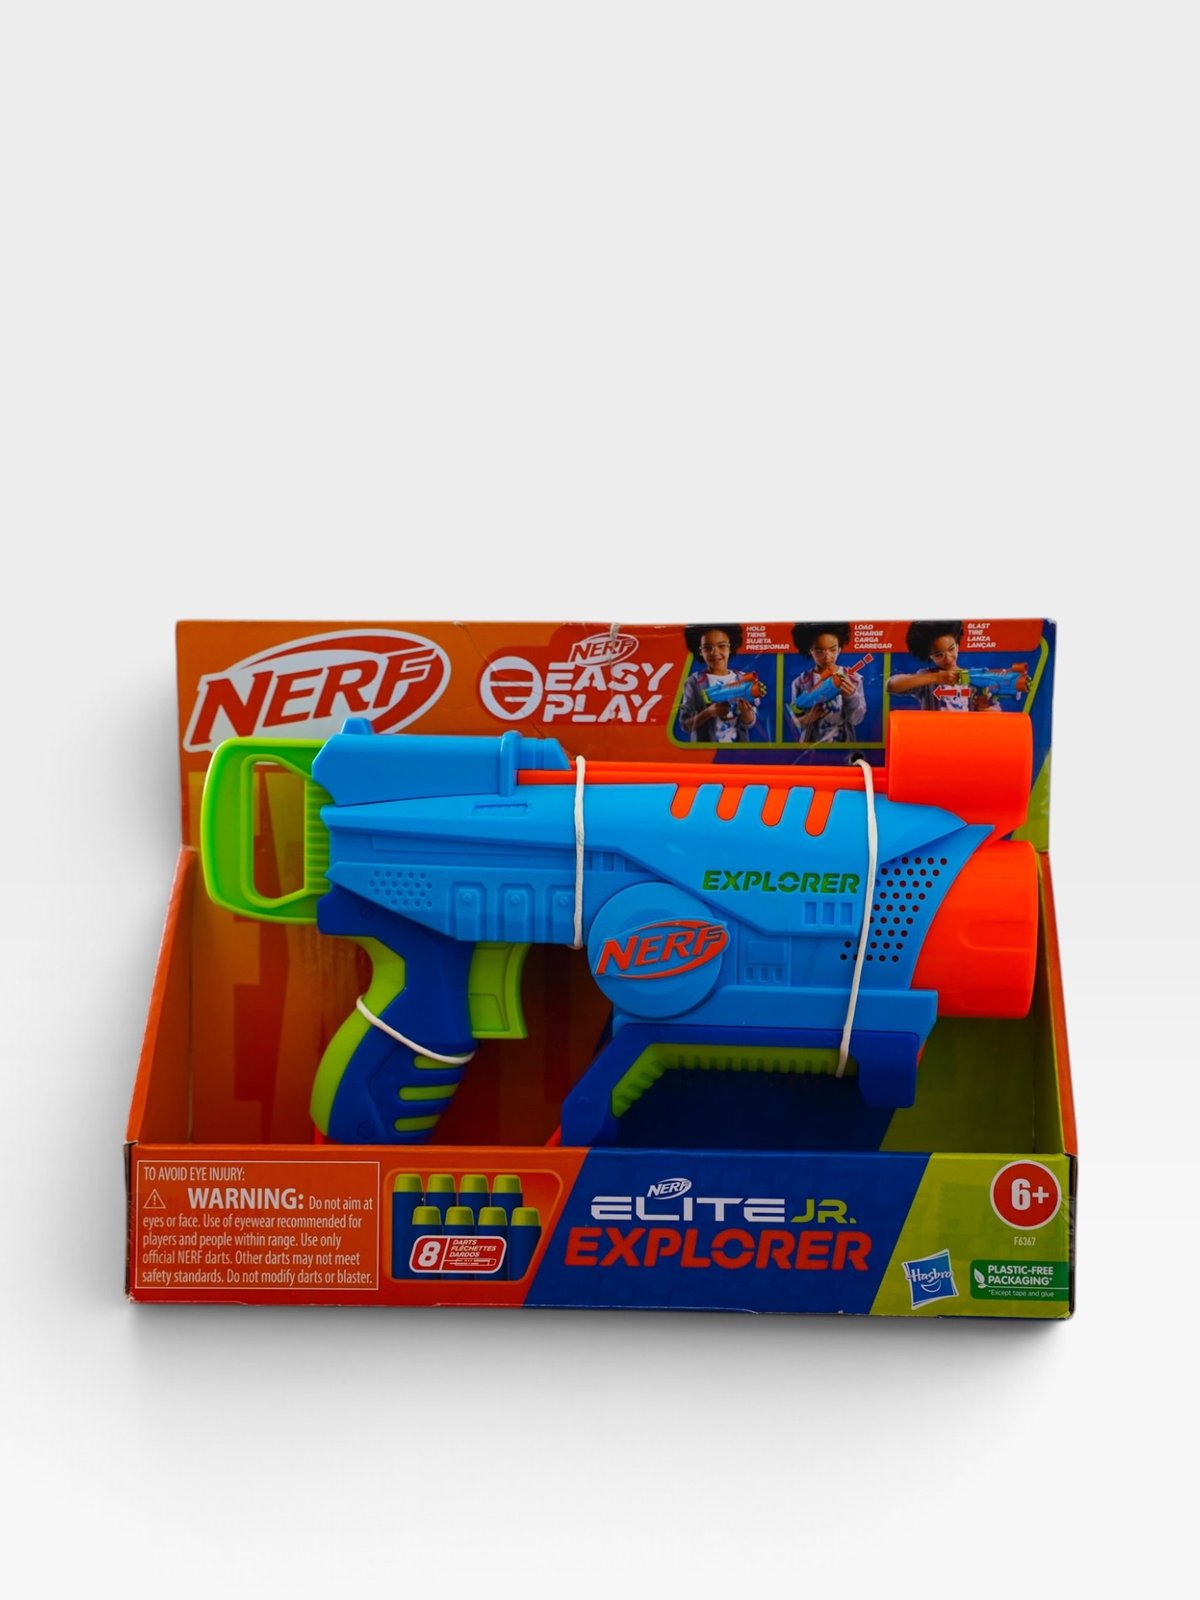 NERF
NERF
EASY
PLAY
HOLD
TIENS
SUJETA
PRESSIONAR
LOAD
CHARGE
CARGA
CARREGAR
BLAST
TIRE
LANZA
LANÇAR
EXPLORER
NERF
TO AVOID EYE INJURY:
WARNING: Do not aim at
eyes or face. Use of eyewear recommended for
players and people within range. Use only
official NERF darts. Other darts may not meet
safety standards. Do not modify darts or blaster.
8
DARTS
FLÉCHETTES
DARDOS
NERF
ELITE JR.
EXPLORER
6+
F6367
Hasbro
PLASTIC-FREE
PACKAGING*
*Except tape and glue